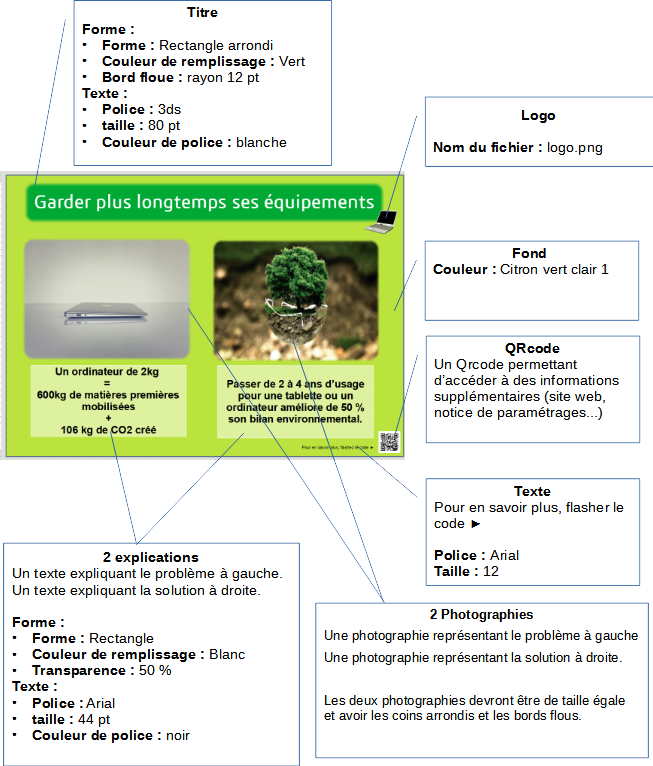 Titre
Forme :
• Forme : Rectangle arrondi
• Couleur de remplissage : Vert
• Bord floue : rayon 12 pt
Texte :
• Police : 3ds
• taille : 80 pt
• Couleur de police : blanche
Logo
Nom du fichier : logo.png
Garder plus longtemps ses équipements
Fond
Couleur : Citron vert clair 1
QRcode
Un Qrcode permettant
d'accéder à des informations
supplémentaires (site web,
notice de paramétrages...)
Un ordinateur de 2kg
=
600kg de matières premières
mobilisées
+
106 kg de CO2 créé
Passer de 2 à 4 ans d'usage
pour une tablette ou un
ordinateur améliore de 50 %
son bilan environnemental.
Pour en savoir plus, flasher le code ►
Texte
Pour en savoir plus, flasher le
code ►
Police : Arial
Taille : 12
2 explications
Un texte expliquant le problème à gauche.
Un texte expliquant la solution à droite.
Forme :
• Forme : Rectangle
• Couleur de remplissage : Blanc
• Transparence : 50 %
Texte :
• Police : Arial
• taille : 44 pt
• Couleur de police : noir
2 Photographies
Une photographie représentant le problème à gauche
Une photographie représentant la solution à droite.
Les deux photographies devront être de taille égale
et avoir les coins arrondis et les bords flous.